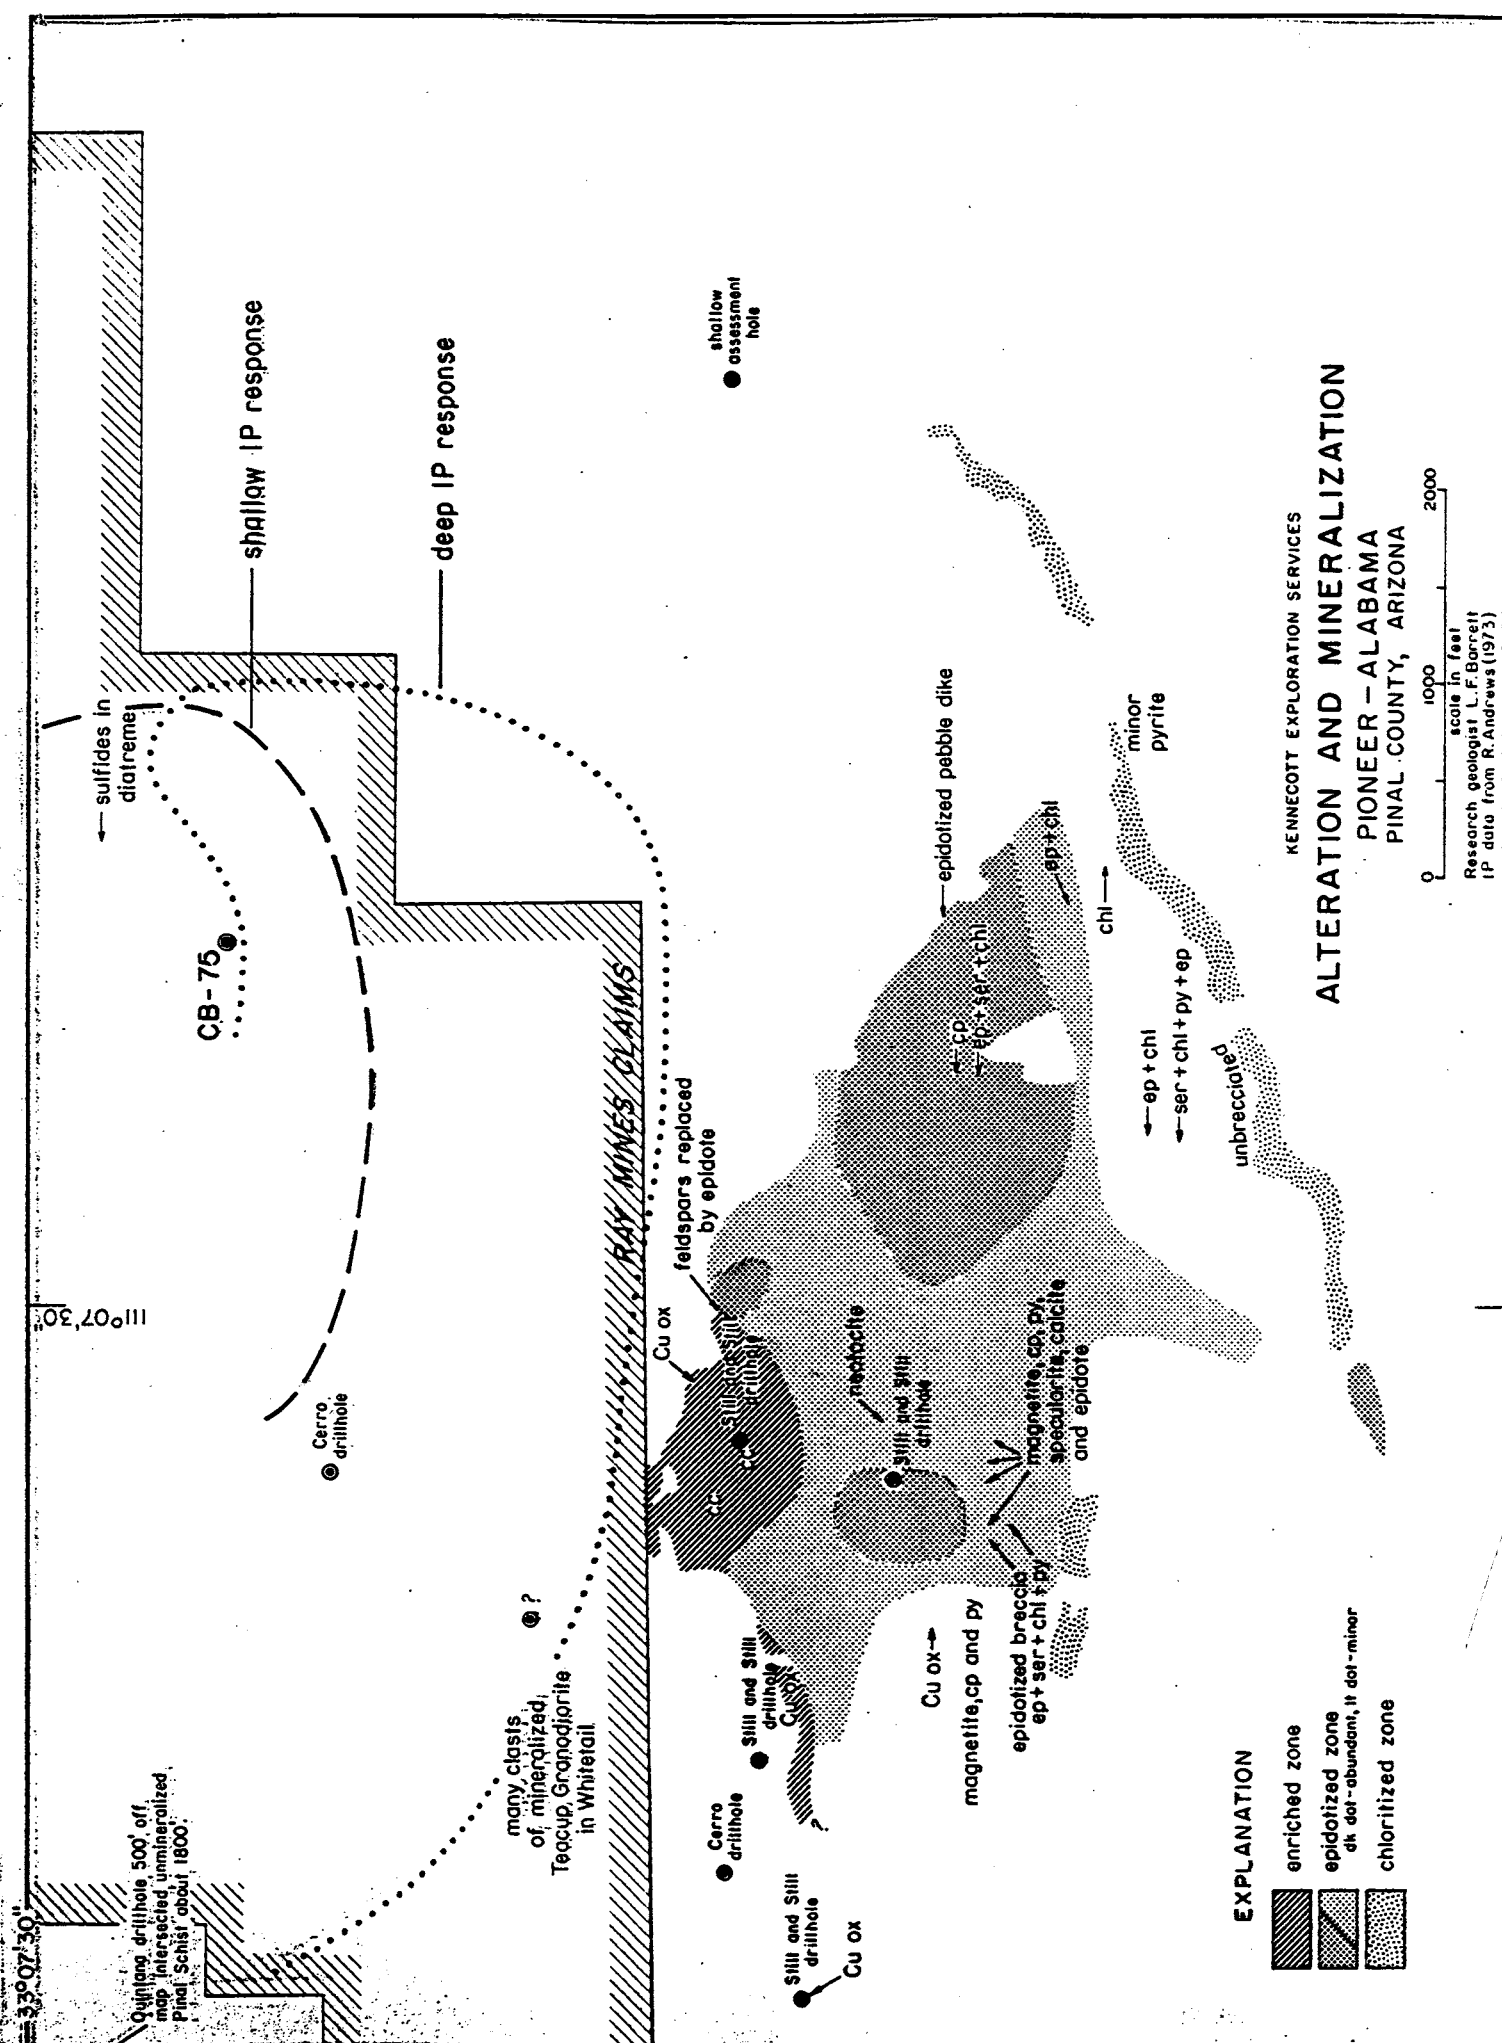 33°07'30"
Quintana drillhole 500' off
map intersected unmineralized
Pinal Schist about 1800'.
111°07'30"
← sulfides in
diatreme
shallow IP response
deep IP response
CB-75
Cerro
drillhole
?
many clasts
of mineralized
Teacup Granodiorite
in Whitetail
RAY MINES CLAIMS
shallow
assessment
hole
Cu ox
feldspars replaced
by epidote
Still and Still
drillhole
cc
cc
Still and Still
drillhole
Cu ox
?
Cerro
drillhole
Still and Still
drillhole
Cu ox
neotocite
Still and Still
drillhole
magnetite, cp, py,
specularite, calcite
and epidote
Cu ox→
magnetite, cp and py
epidotized breccia
ep + ser + chl + py
←epidotized pebble dike
←cp
←ep + ser + chl
ep + chl
chl→
minor
pyrite
←ep + chl
←ser + chl + py + ep
unbrecciated
EXPLANATION
enriched zone
epidotized zone
dk dot-abundant, lt dot-minor
chloritized zone
KENNECOTT EXPLORATION SERVICES
ALTERATION AND MINERALIZATION
PIONEER – ALABAMA
PINAL COUNTY, ARIZONA
0 1000 2000
scale in feet
Research geologist L. F. Barrett
IP data from R. Andrews (1973)